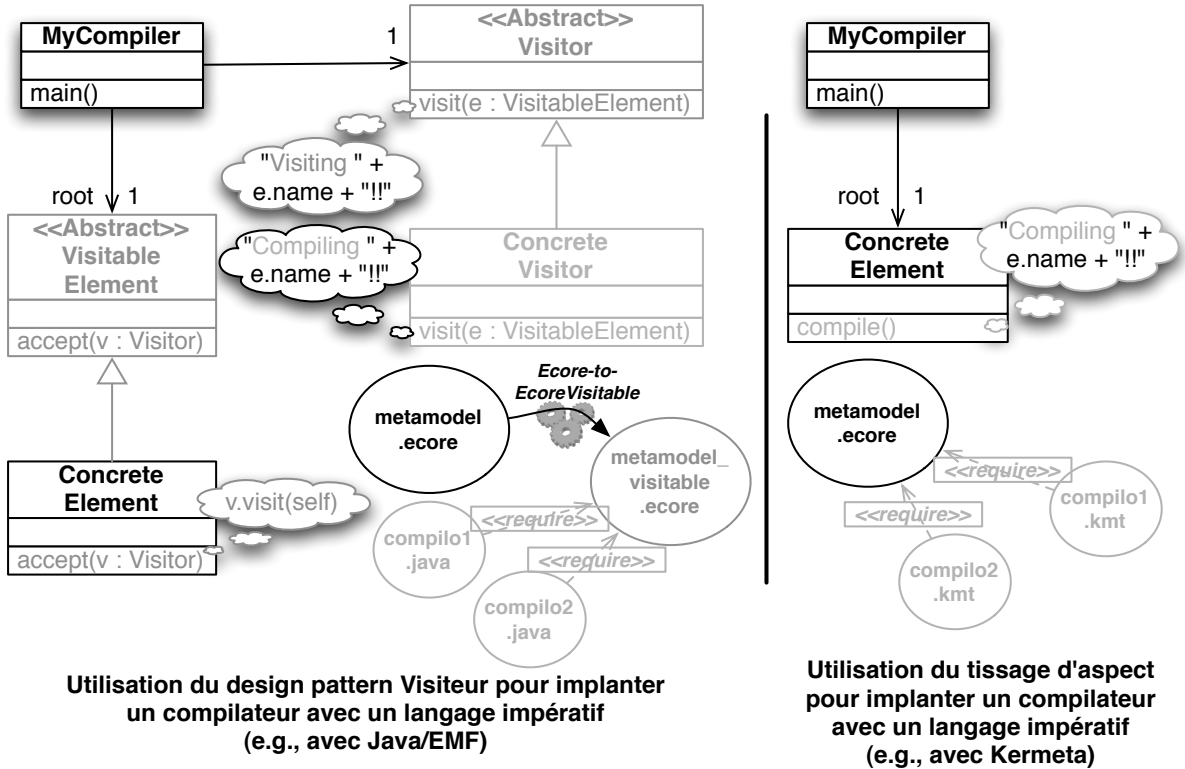 MyCompiler
main()
1
<<Abstract>>
Visitor
visit(e : VisitableElement)
"Visiting " +
e.name + "!!"
root
1
<<Abstract>>
Visitable
Element
accept(v : Visitor)
"Compiling " +
e.name + "!!"
Concrete
Visitor
visit(e : VisitableElement)
Concrete
Element
accept(v : Visitor)
v.visit(self)
metamodel
.ecore
Ecore-to-
EcoreVisitable
metamodel_
visitable
.ecore
<<require>>
compilo1
.java
<<require>>
compilo2
.java
Utilisation du design pattern Visiteur pour implanter
un compilateur avec un langage impératif
(e.g., avec Java/EMF)
MyCompiler
main()
root
1
Concrete
Element
compile()
"Compiling " +
e.name + "!!"
metamodel
.ecore
<<require>>
compilo1
.kmt
<<require>>
compilo2
.kmt
Utilisation du tissage d'aspect
pour implanter un compilateur
avec un langage impératif
(e.g., avec Kermeta)